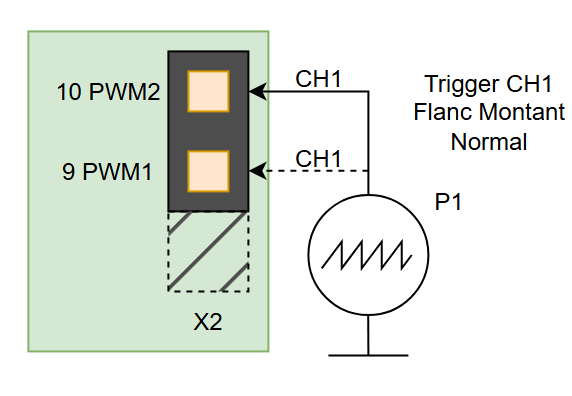 CH1
10 PWM2
Trigger CH1
Flanc Montant
Normal
CH1
9 PWM1
P1
X2